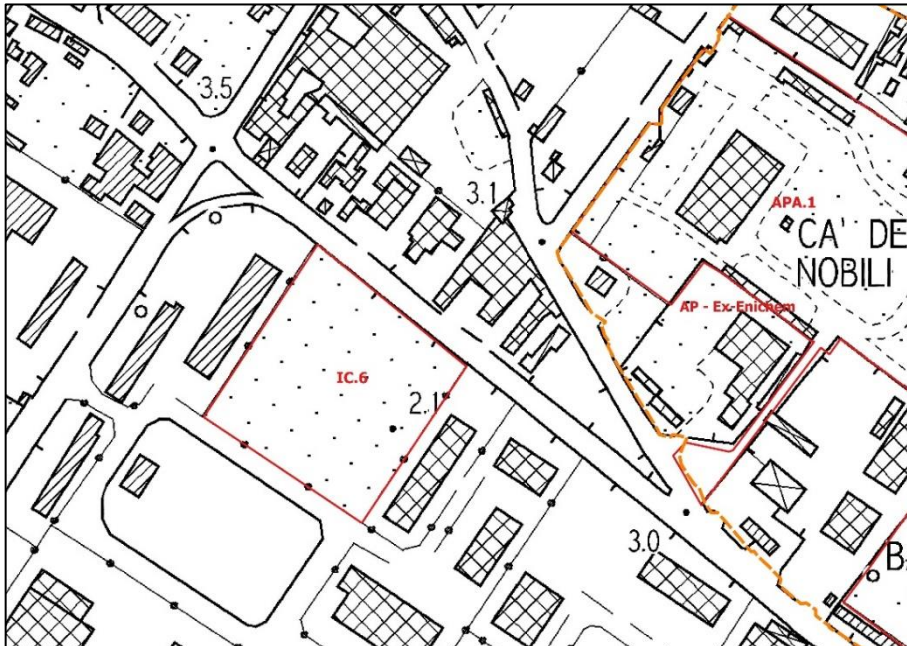 3.5
3.1
APA.1
CA' DE
NOBILI
AP - Ex-Enichem
IC.6
2.1
3.0
B